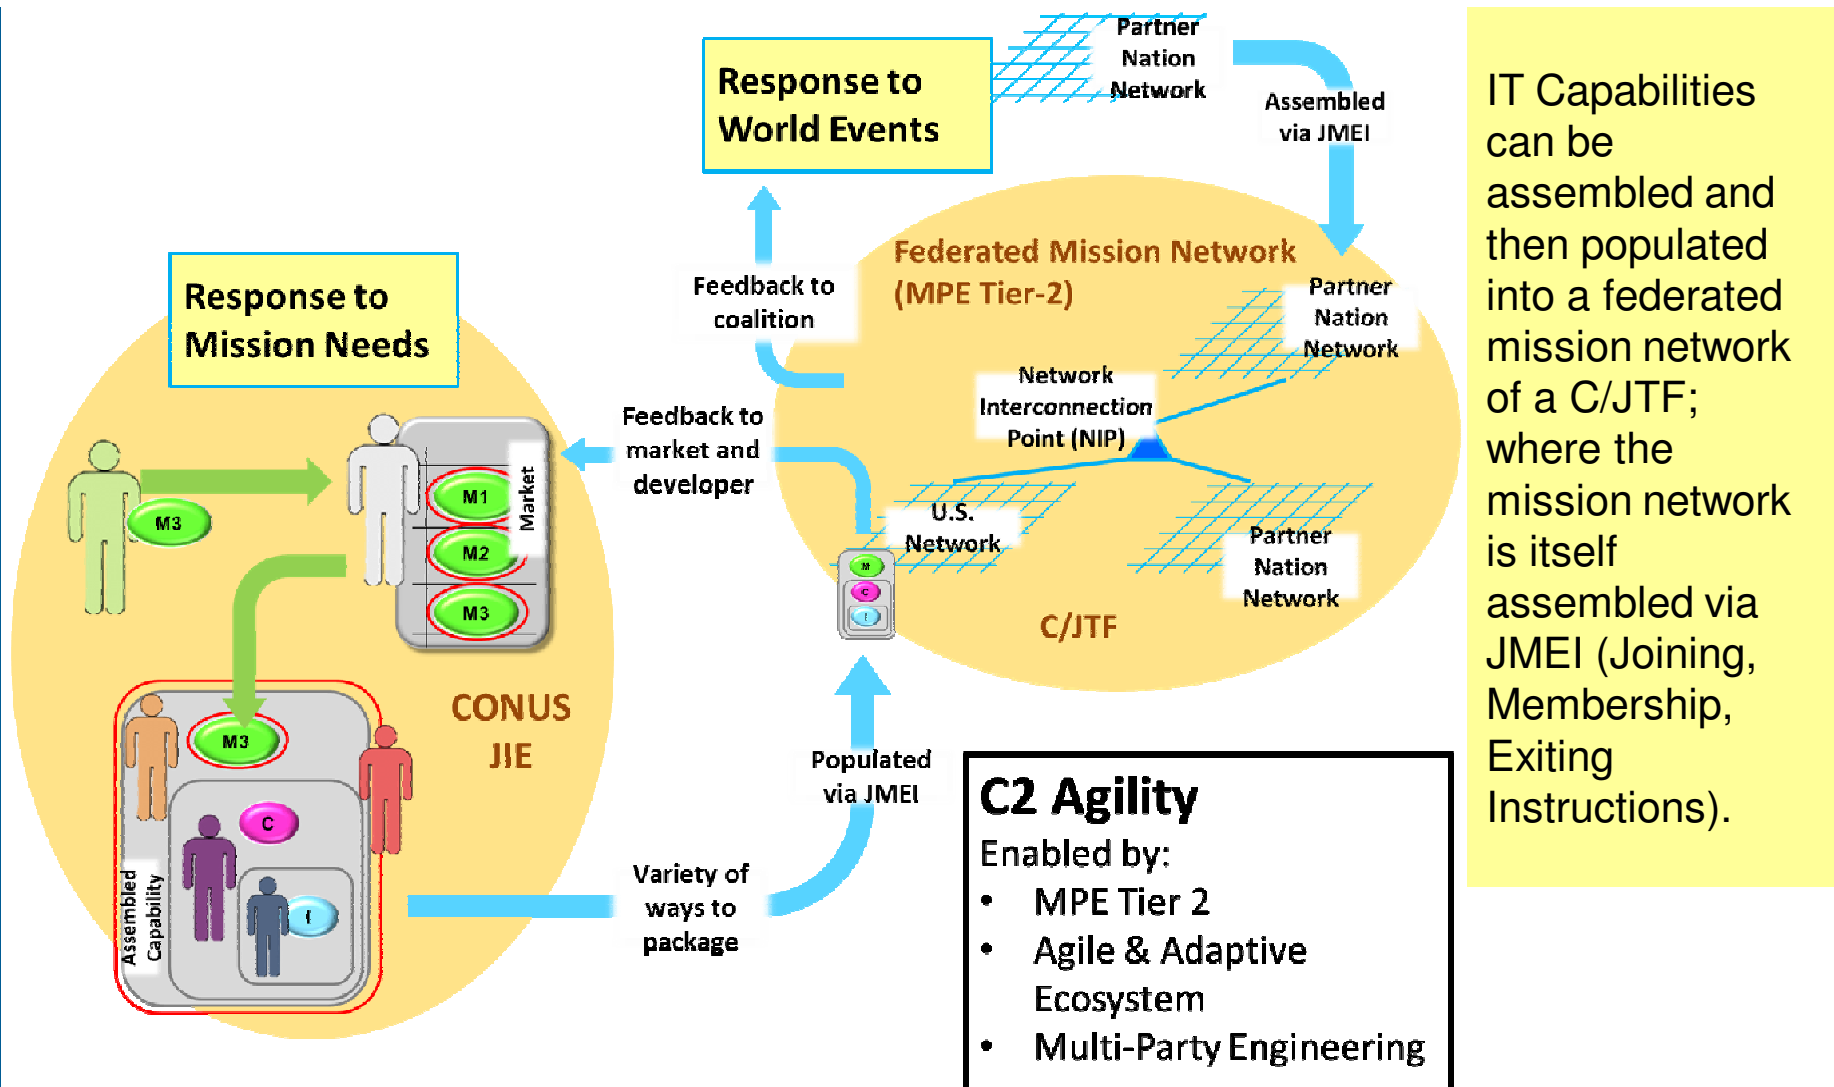 Response to
World Events
Partner
Nation
Network
Assembled
via JMEI
Federated Mission Network
(MPE Tier-2)
Partner
Nation
Network
Feedback to
coalition
Network
Interconnection
Point (NIP)
U.S.
Network
Partner
Nation
Network
C/JTF
M
C
I
Response to
Mission Needs
Feedback to
market and
developer
M3
M1
M2
M3
Market
CONUS
JIE
M3
C
I
Assembled
Capability
Variety of
ways to
package
Populated
via JMEI
C2 Agility
Enabled by:
• MPE Tier 2
• Agile & Adaptive
Ecosystem
• Multi-Party Engineering
IT Capabilities
can be
assembled and
then populated
into a federated
mission network
of a C/JTF;
where the
mission network
is itself
assembled via
JMEI (Joining,
Membership,
Exiting
Instructions).